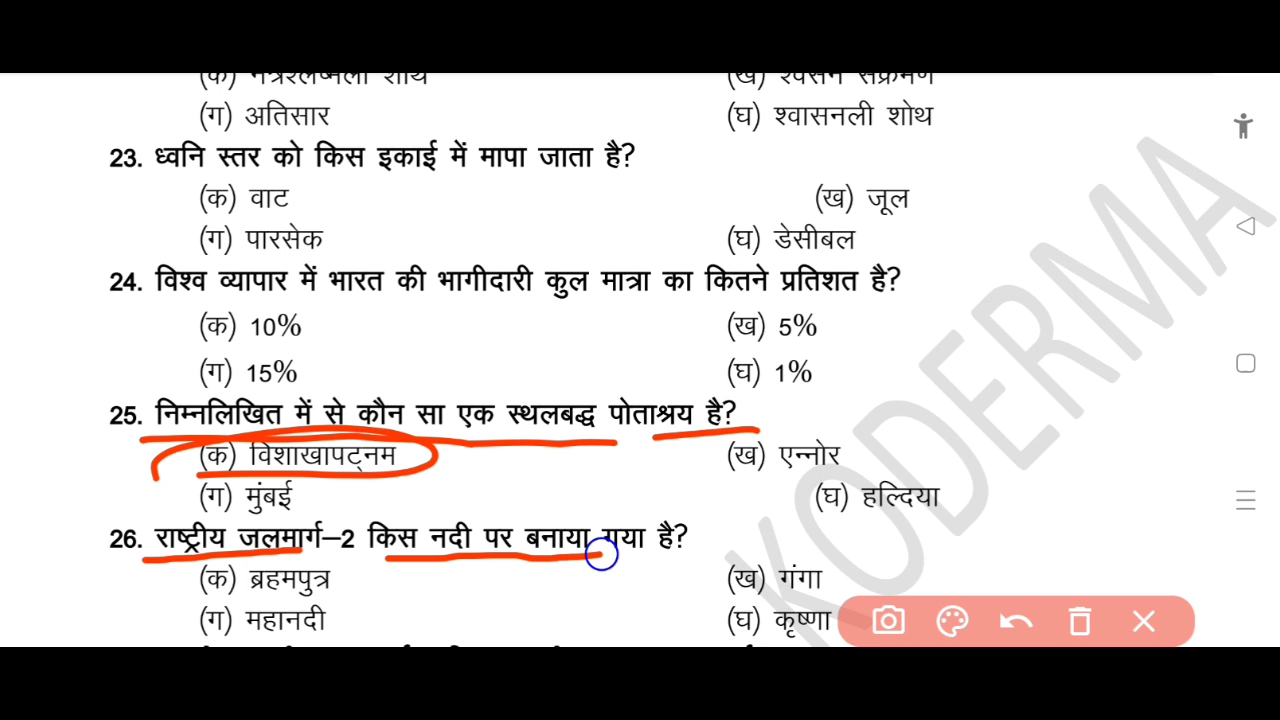 (ग) अतिसार (घ) श्वासनली शोथ
23. ध्वनि स्तर को किस इकाई में मापा जाता है?
(क) वाट (ख) जूल
(ग) पारसेक (घ) डेसीबल
24. विश्व व्यापार में भारत की भागीदारी कुल मात्रा का कितने प्रतिशत है?
(क) 10% (ख) 5%
(ग) 15% (घ) 1%
25. निम्नलिखित में से कौन सा एक स्थलबद्ध पोताश्रय है?
(क) विशाखापट्नम (ख) एन्नोर
(ग) मुंबई (घ) हल्दिया
26. राष्ट्रीय जलमार्ग–2 किस नदी पर बनाया गया है?
(क) ब्रहमपुत्र (ख) गंगा
(ग) महानदी (घ) कृष्णा
KODERMA